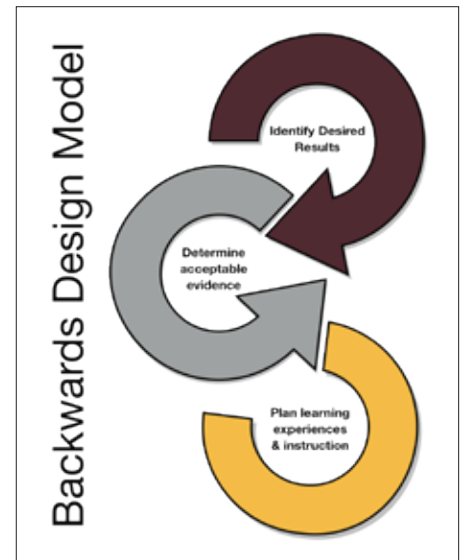 Backwards Design Model
Identify Desired
Results
Determine
acceptable
evidence
Plan learning
experiences
& instruction